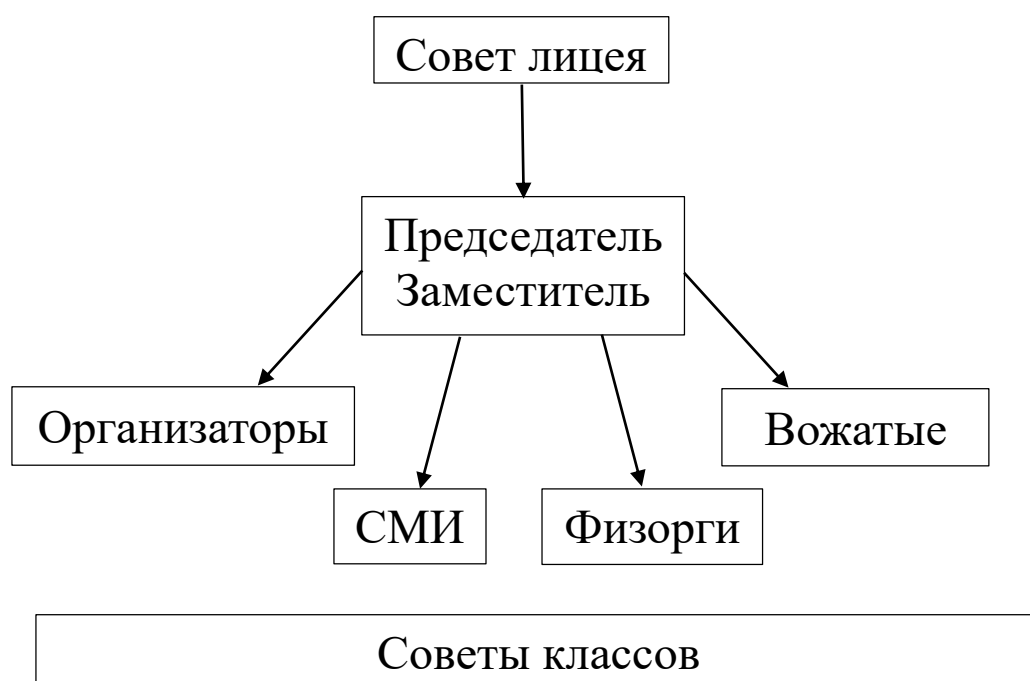 Совет лицея
Председатель
Заместитель
Организаторы
Вожатые
СМИ
Физорги
Советы классов